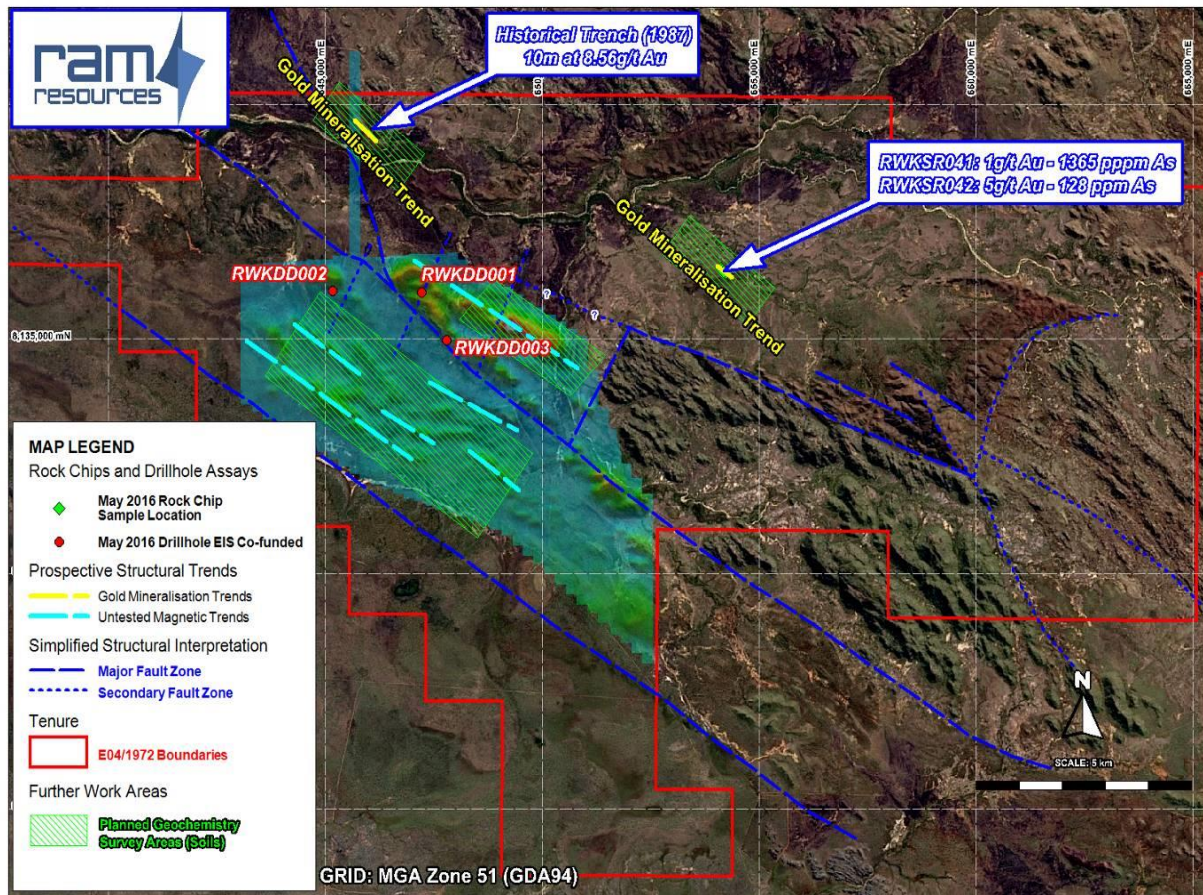 ram
resources
Historical Trench (1987)
10m at 8.56g/t Au
645,000 mE
650
655,000 mE
660,000 mE
665,000 mE
Gold Mineralisation Trend
RWKSR041: 1g/t Au - 1365 pppm As
RWKSR042: 5g/t Au - 128 ppm As
Gold Mineralisation Trend
RWKDD002
RWKDD001
?
?
RWKDD003
8,135,000 mN
MAP LEGEND
Rock Chips and Drillhole Assays
May 2016 Rock Chip
Sample Location
May 2016 Drillhole EIS Co-funded
Prospective Structural Trends
Gold Mineralisation Trends
Untested Magnetic Trends
Simplified Structural Interpretation
Major Fault Zone
Secondary Fault Zone
Tenure
E04/1972 Boundaries
Further Work Areas
Planned Geochemistry
Survey Areas (Soils)
N
SCALE: 5 km
GRID: MGA Zone 51 (GDA94)